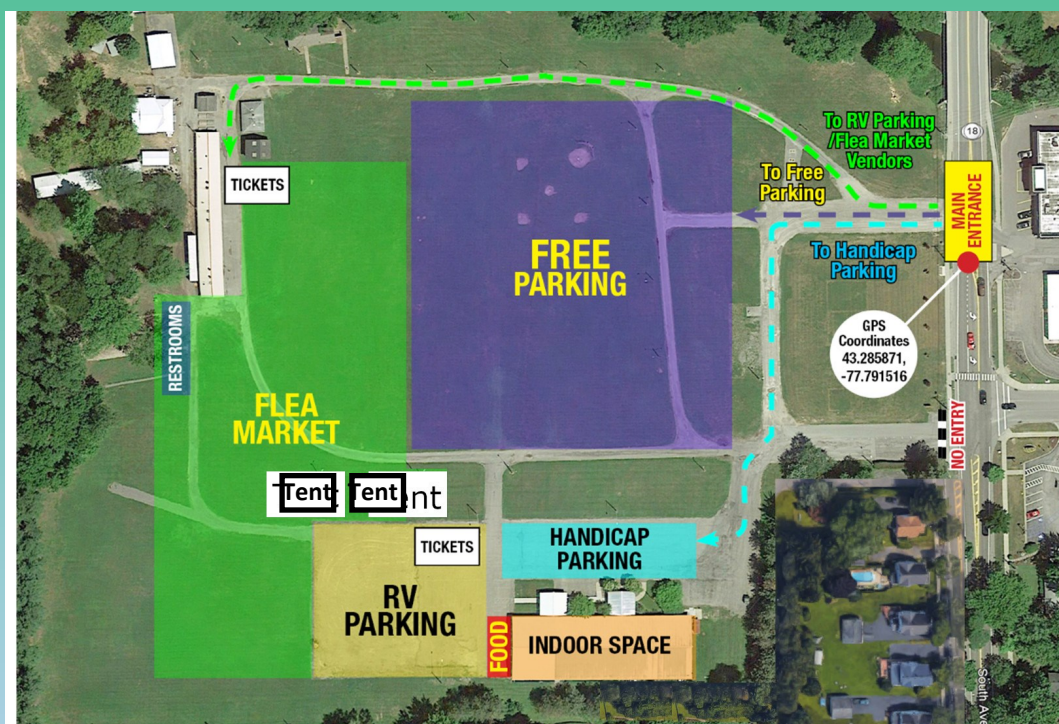 To RV Parking
/Flea Market
Vendors
18
MAIN
ENTRANCE
To Free
Parking
TICKETS
To Handicap
Parking
FREE
PARKING
GPS
Coordinates
43.285871,
-77.791516
RESTROOMS
FLEA
MARKET
NO ENTRY
Tent Tent
TICKETS
HANDICAP
PARKING
RV
PARKING
FOOD
INDOOR SPACE